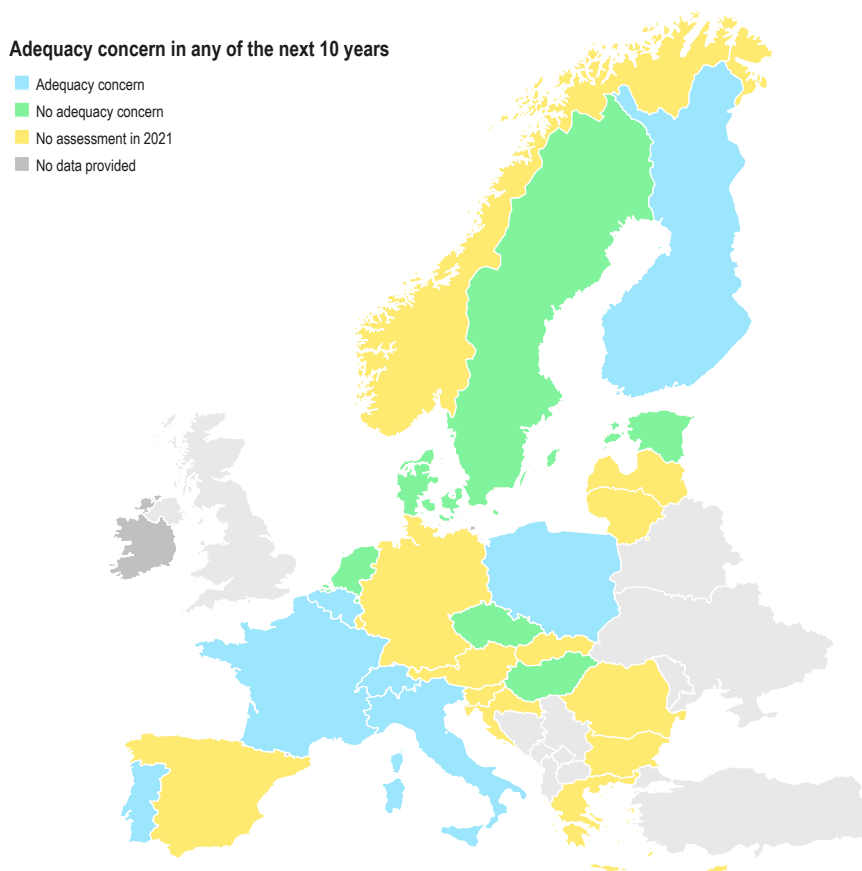 Adequacy concern in any of the next 10 years
Adequacy concern
No adequacy concern
No assessment in 2021
No data provided